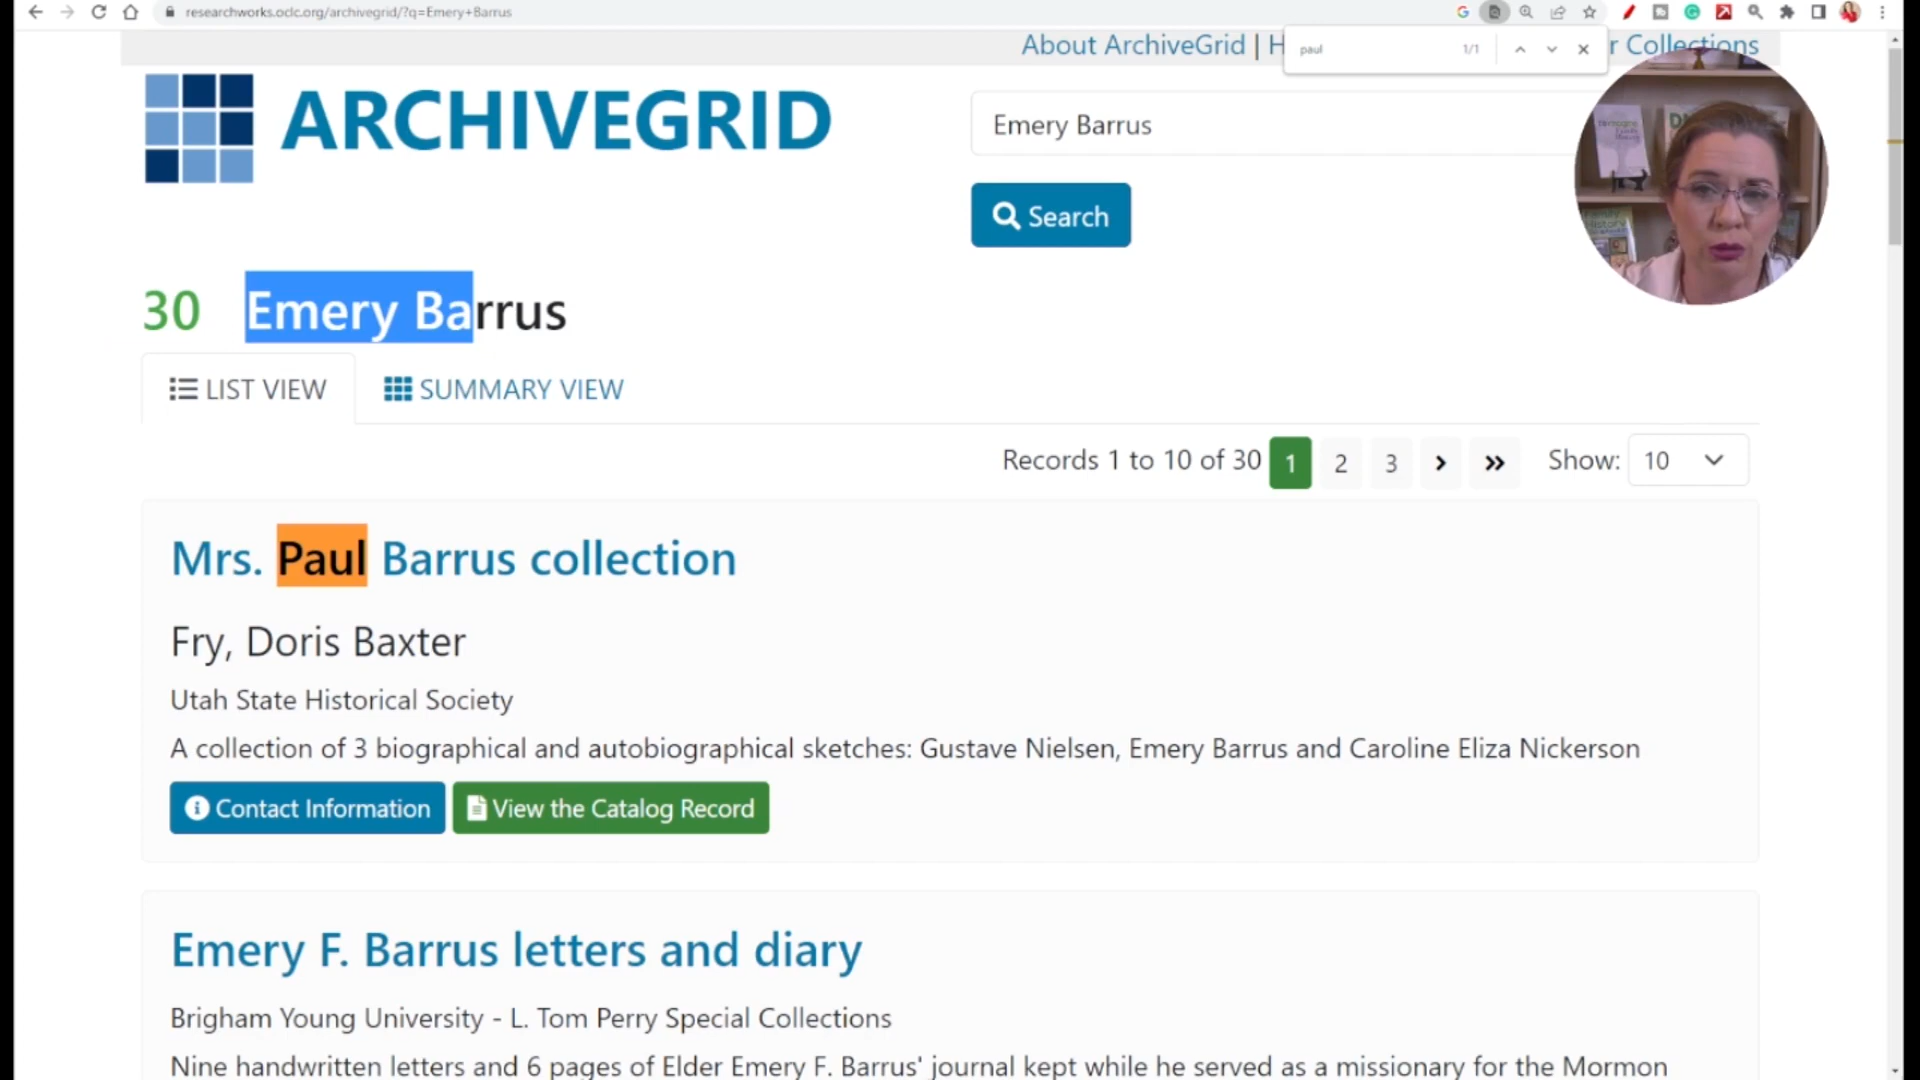 researchworks.oclc.org/archivegrid/?q=Emery+Barrus
About ArchiveGrid | H
paul 1/1
r Collections
ARCHIVEGRID
Emery Barrus
Search
30 Emery Barrus
LIST VIEW
SUMMARY VIEW
Records 1 to 10 of 30 1 2 3 Show: 10
Mrs. Paul Barrus collection
Fry, Doris Baxter
Utah State Historical Society
A collection of 3 biographical and autobiographical sketches: Gustave Nielsen, Emery Barrus and Caroline Eliza Nickerson
Contact Information
View the Catalog Record
Emery F. Barrus letters and diary
Brigham Young University - L. Tom Perry Special Collections
Nine handwritten letters and 6 pages of Elder Emery F. Barrus' journal kept while he served as a missionary for the Mormon